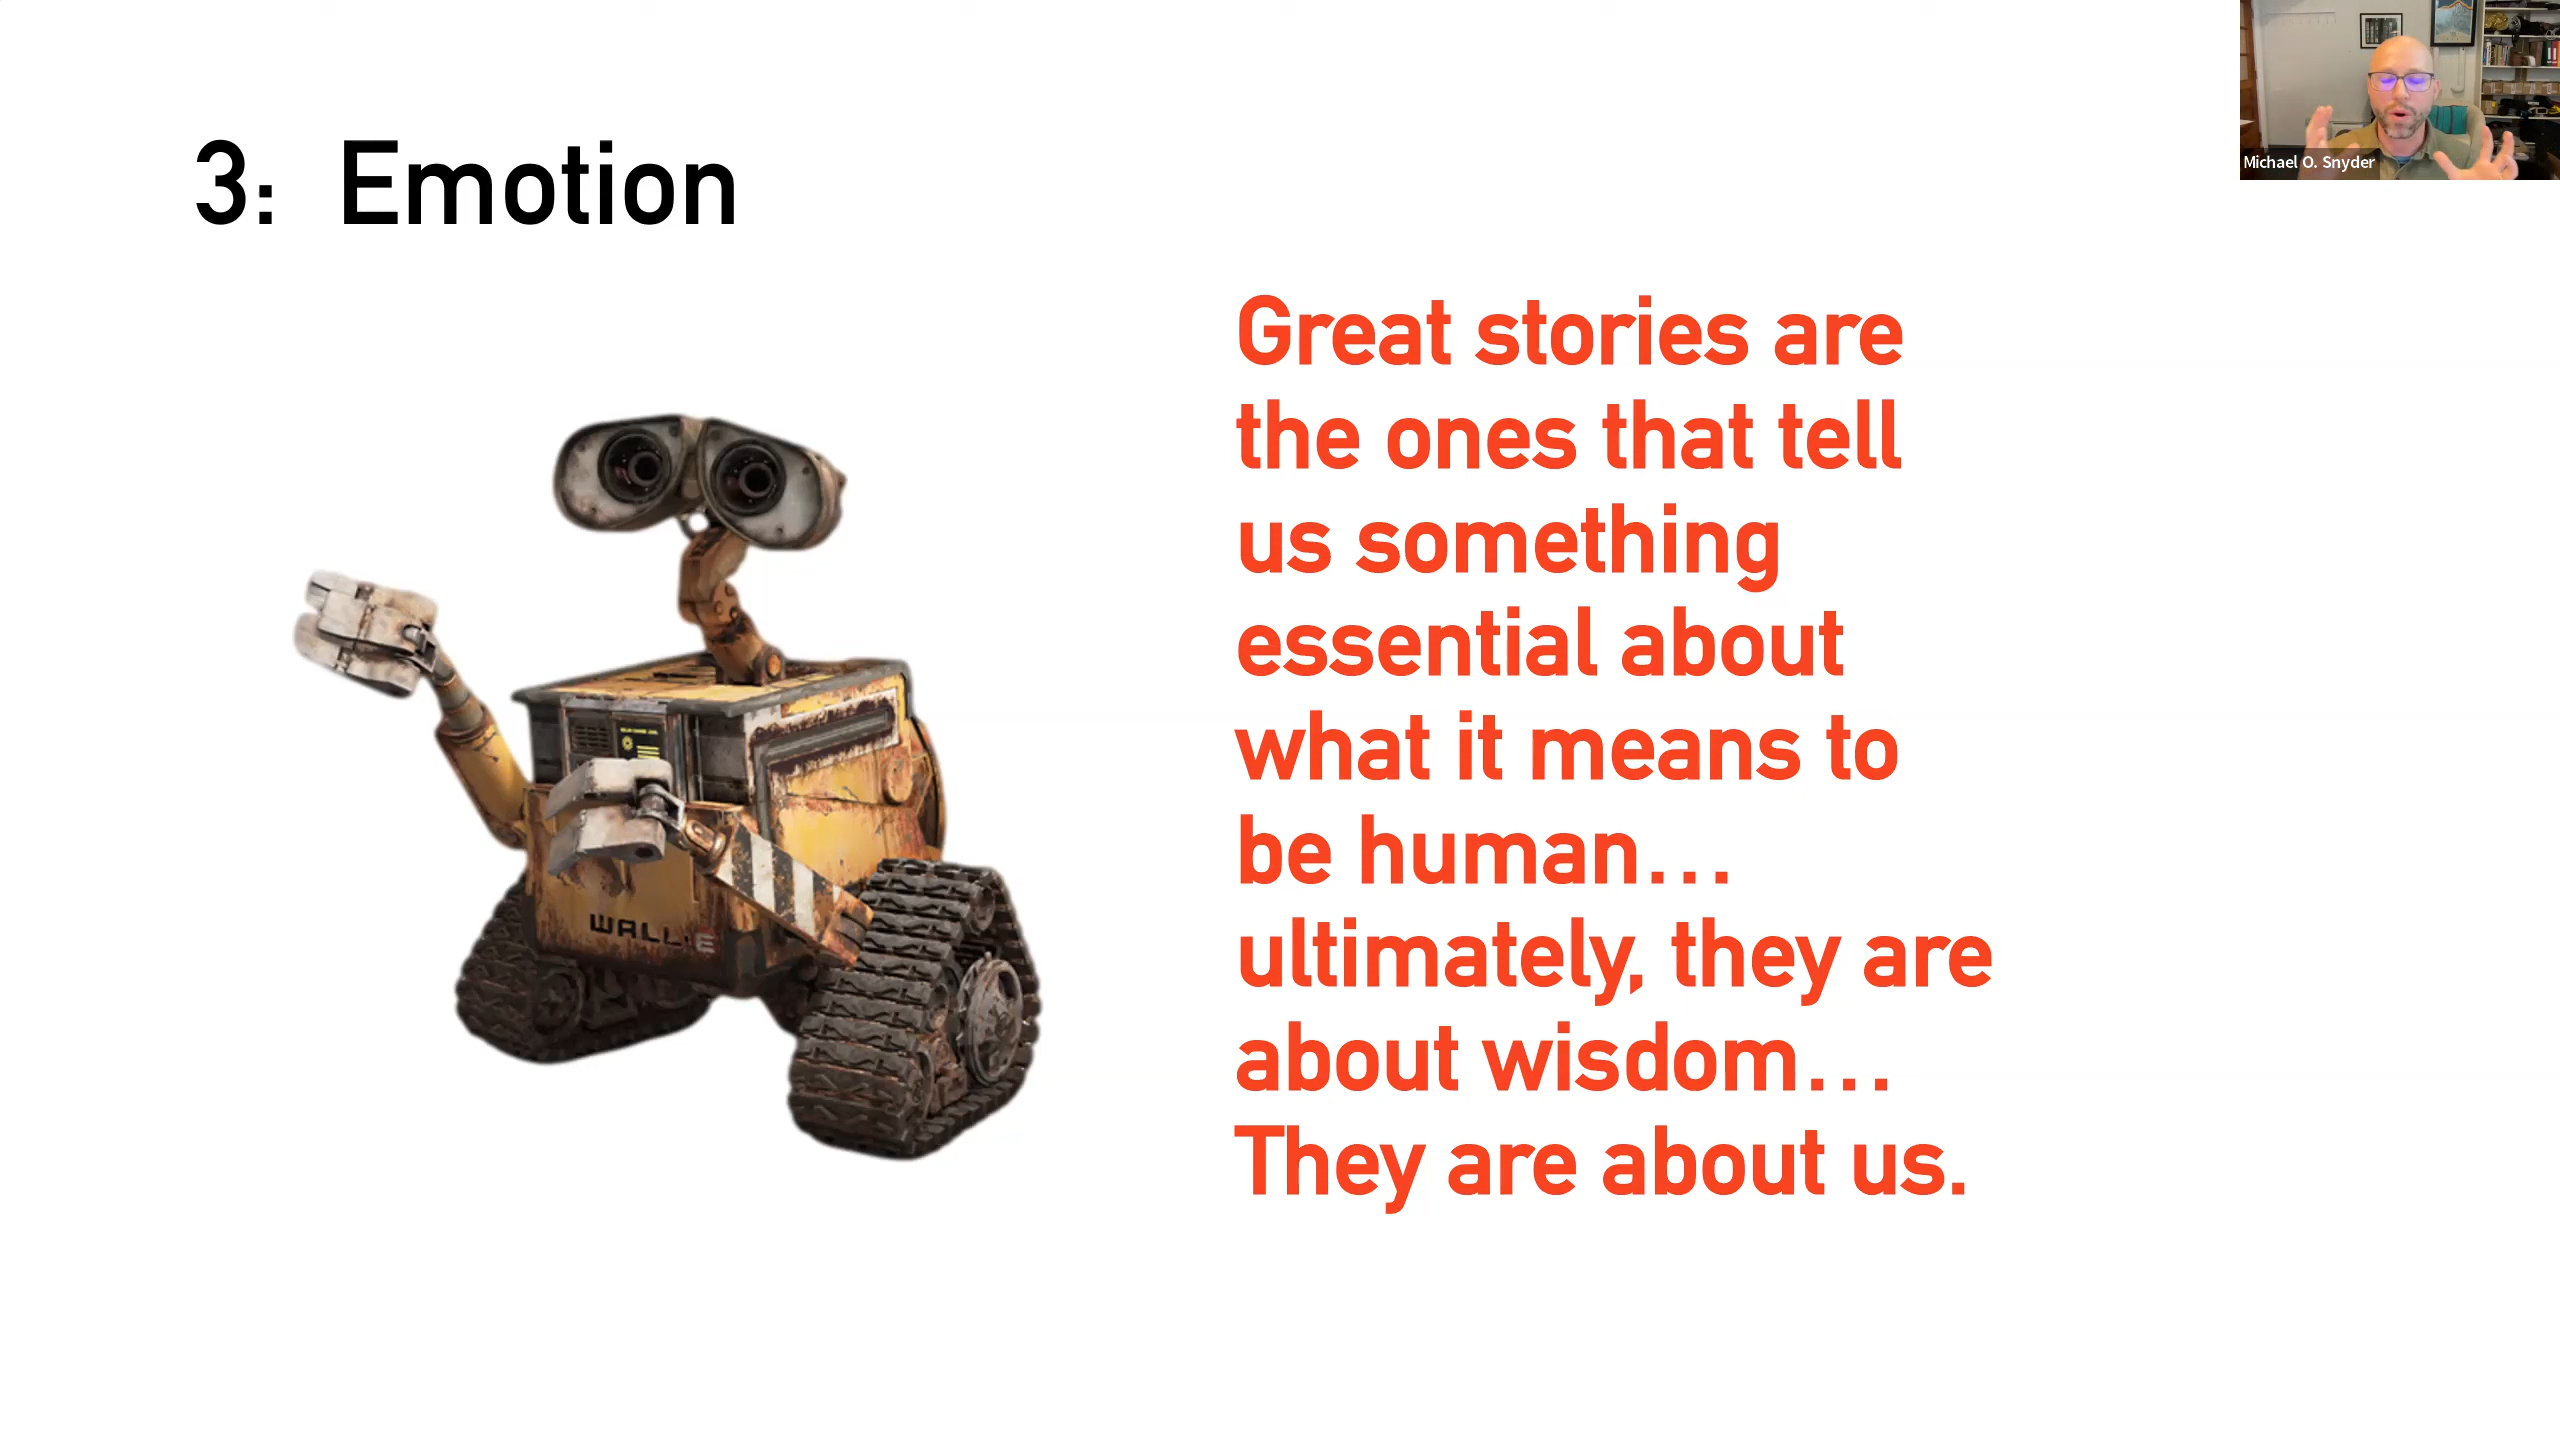 3: Emotion
Michael O. Snyder
Great stories are
the ones that tell
us something
essential about
what it means to
be human...
ultimately, they are
about wisdom...
They are about us.
WALL•E